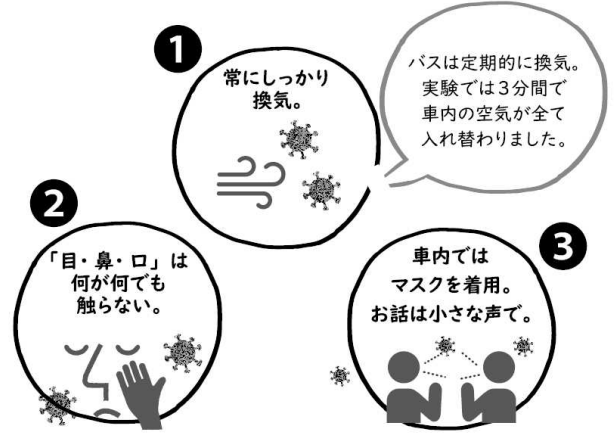 1
常にしっかり
換気。
バスは定期的に換気。
実験では３分間で
車内の空気が全て
入れ替わりました。
2
「目・鼻・口」は
何が何でも
触らない。
3
車内では
マスクを着用。
お話は小さな声で。